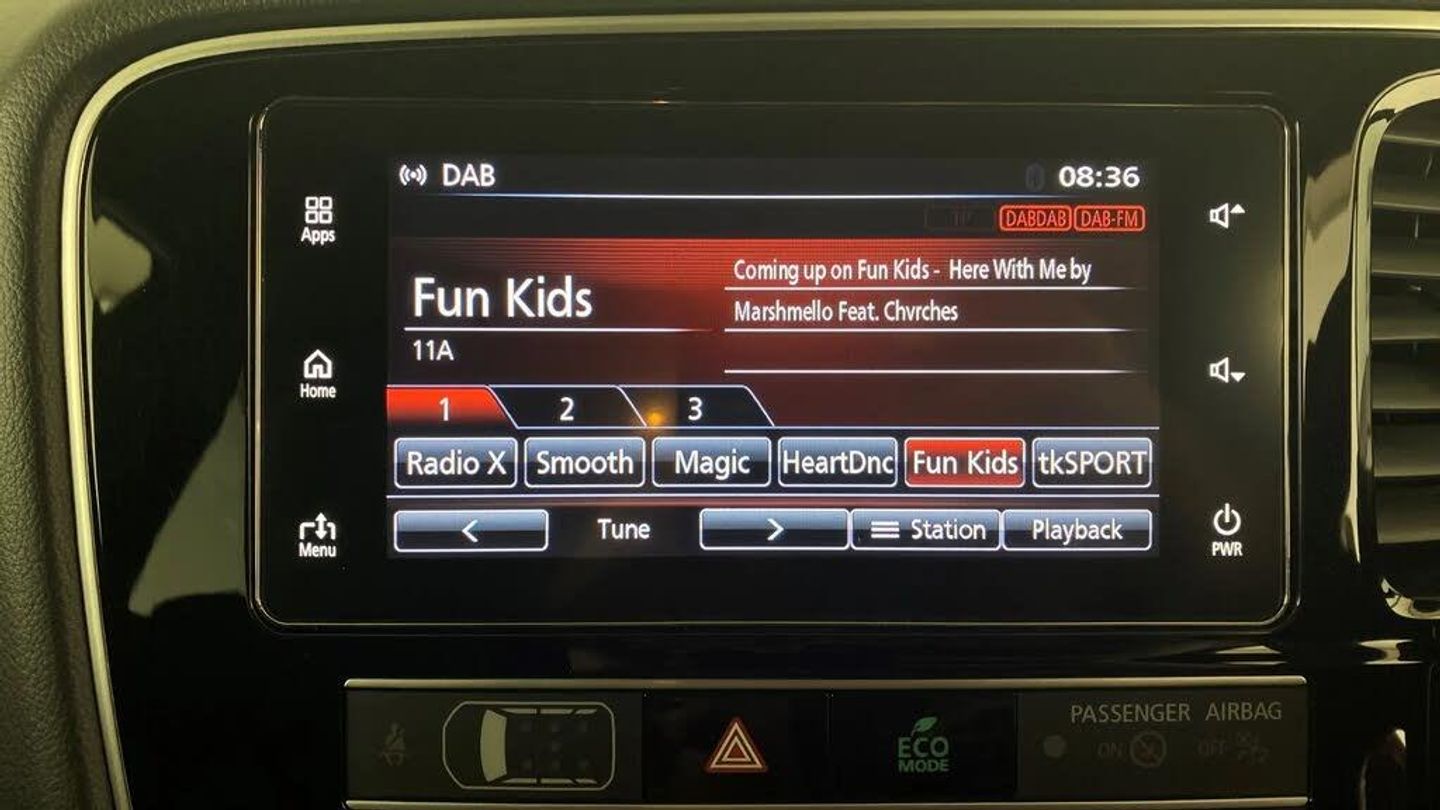 DAB
08:36
Apps
TP
DABDAB DAB-FM
Coming up on Fun Kids - Here With Me by
Fun Kids
Marshmello Feat. Chvrches
11A
Home
1 2 3
Radio X Smooth Magic HeartDnc Fun Kids tkSPORT
< Tune > Station Playback
Menu
PWR
PASSENGER AIRBAG
ECO
MODE
ON OFF